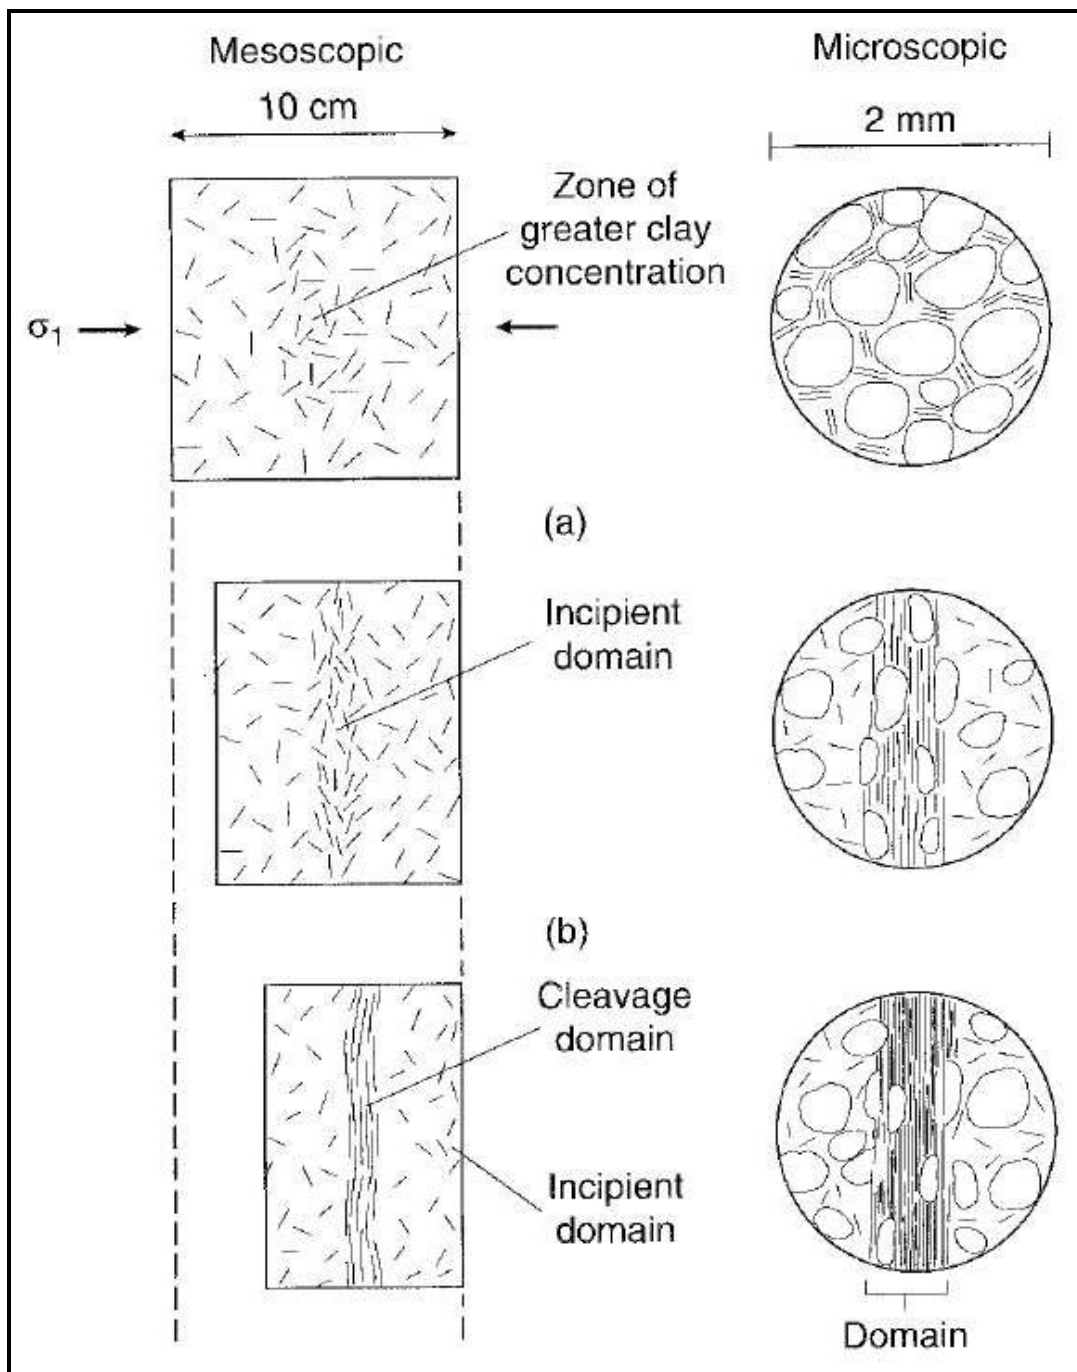 Mesoscopic
10 cm
Microscopic
2 mm
Zone of
greater clay
concentration
σ1
(a)
Incipient
domain
(b)
Cleavage
domain
Incipient
domain
Domain